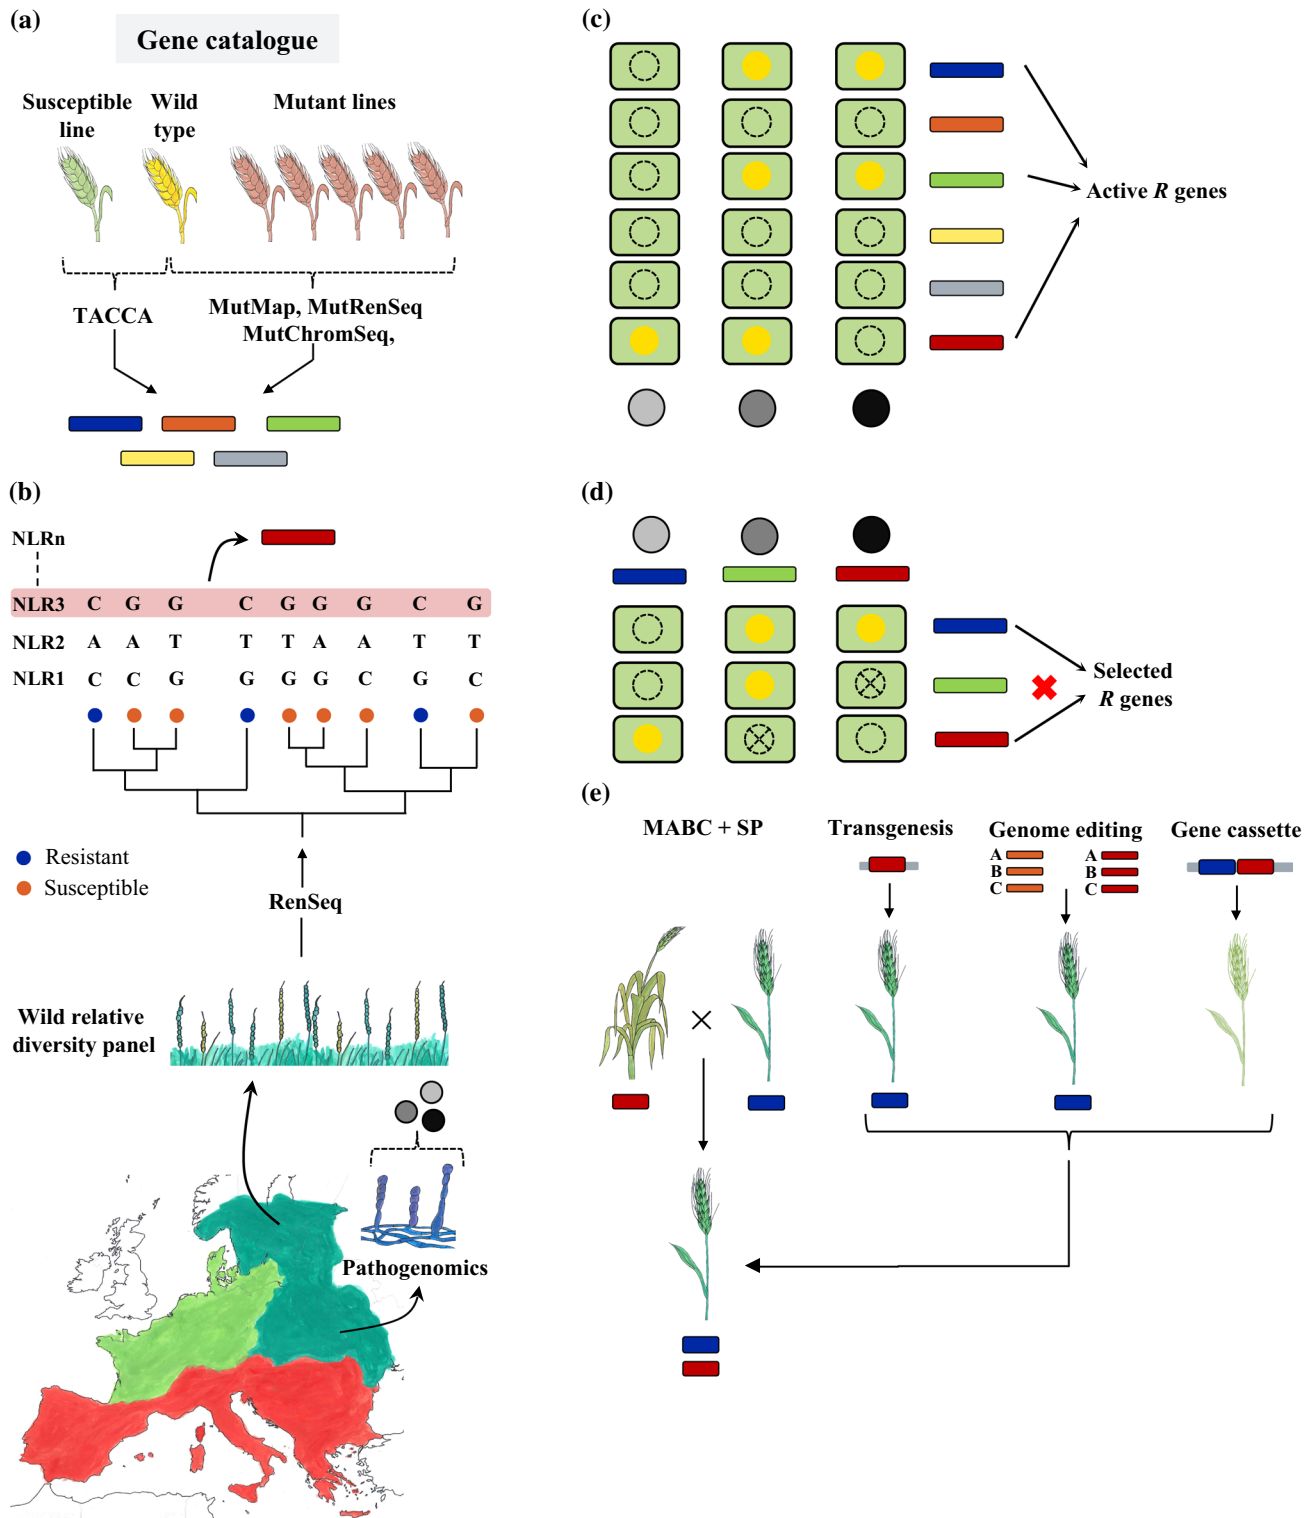 (a)
Gene catalogue
Susceptible line
Wild type
Mutant lines
TACCA
MutMap, MutRenSeq
MutChromSeq,
(b)
NLRn
NLR3 C G G C G G G C G
NLR2 A A T T T A A T T
NLR1 C C G G G G C G C
Resistant
Susceptible
RenSeq
Wild relative
diversity panel
Pathogenomics
(c)
Active R genes
(d)
Selected
R genes
(e)
MABC + SP
Transgenesis
Genome editing
Gene cassette
A A
B B
C C